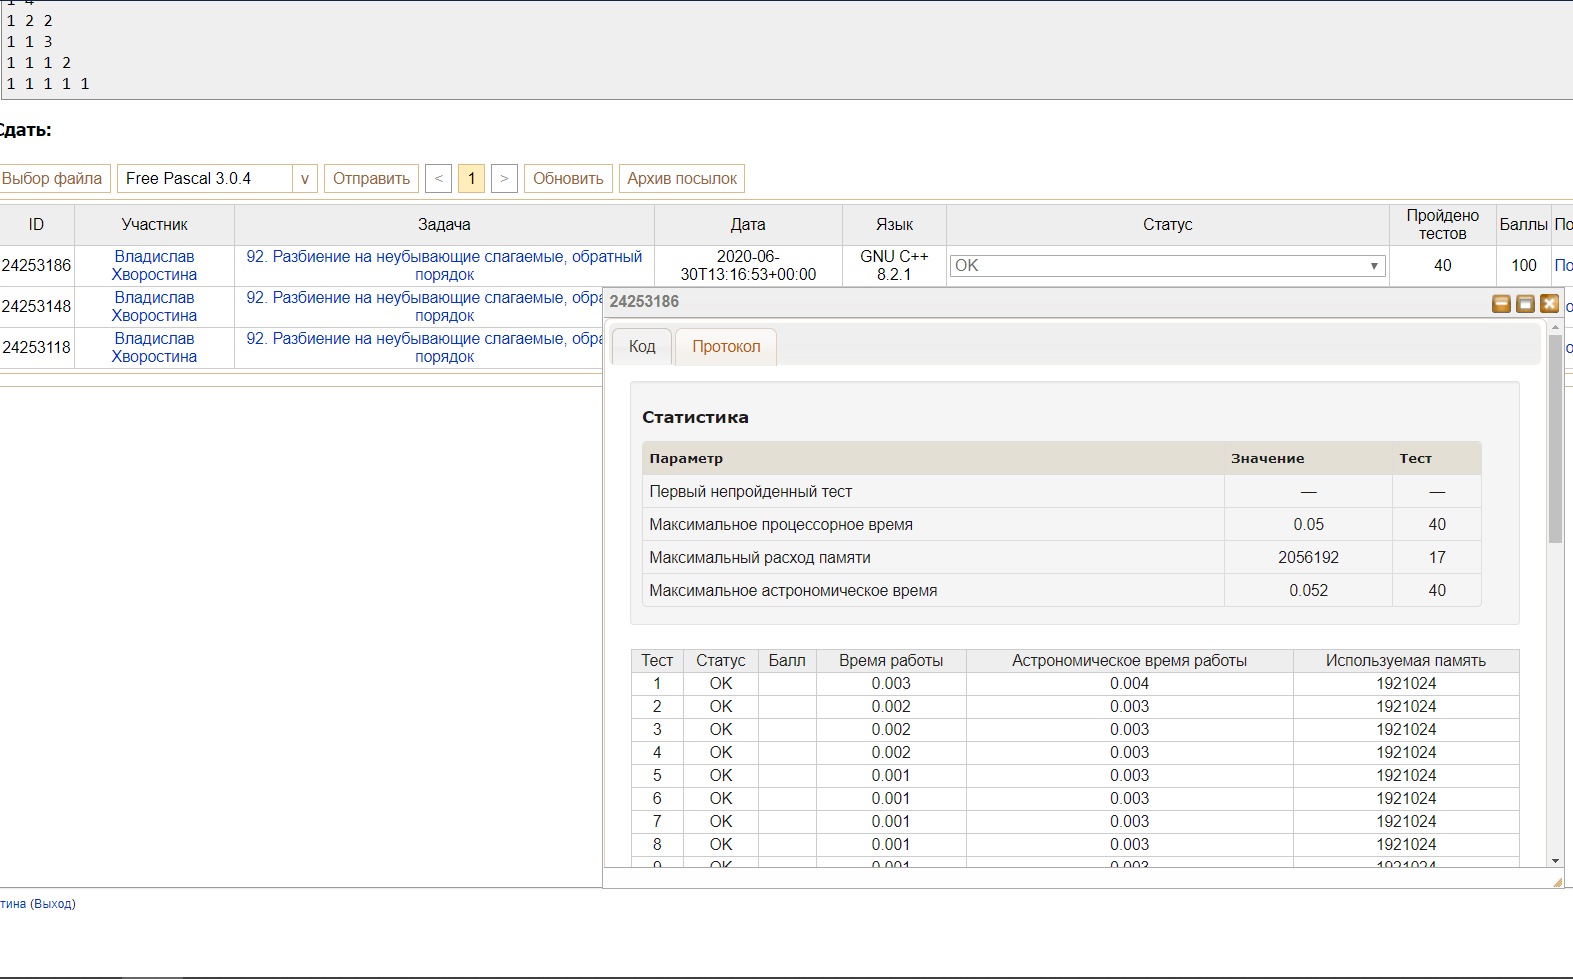 1 4
1 2 2
1 1 3
1 1 1 2
1 1 1 1 1
Сдать:
Выбор файла Free Pascal 3.0.4 v Отправить < 1 > Обновить Архив посылок
ID Участник Задача Дата Язык Статус Пройдено тестов Баллы По
24253186 Владислав Хворостина 92. Разбиение на неубывающие слагаемые, обратный порядок 2020-06-30T13:16:53+00:00 GNU C++ 8.2.1 OK 40 100 По
24253148 Владислав Хворостина 92. Разбиение на неубывающие слагаемые, обра порядок
24253118 Владислав Хворостина 92. Разбиение на неубывающие слагаемые, обра порядок
24253186
Код Протокол
Статистика
Параметр Значение Тест
Первый непройденный тест — —
Максимальное процессорное время 0.05 40
Максимальный расход памяти 2056192 17
Максимальное астрономическое время 0.052 40
Тест Статус Балл Время работы Астрономическое время работы Используемая память
1 OK 0.003 0.004 1921024
2 OK 0.002 0.003 1921024
3 OK 0.002 0.003 1921024
4 OK 0.002 0.003 1921024
5 OK 0.001 0.003 1921024
6 OK 0.001 0.003 1921024
7 OK 0.001 0.003 1921024
8 OK 0.001 0.003 1921024
9 OK 0.001 0.003 1921024
тина (Выход)